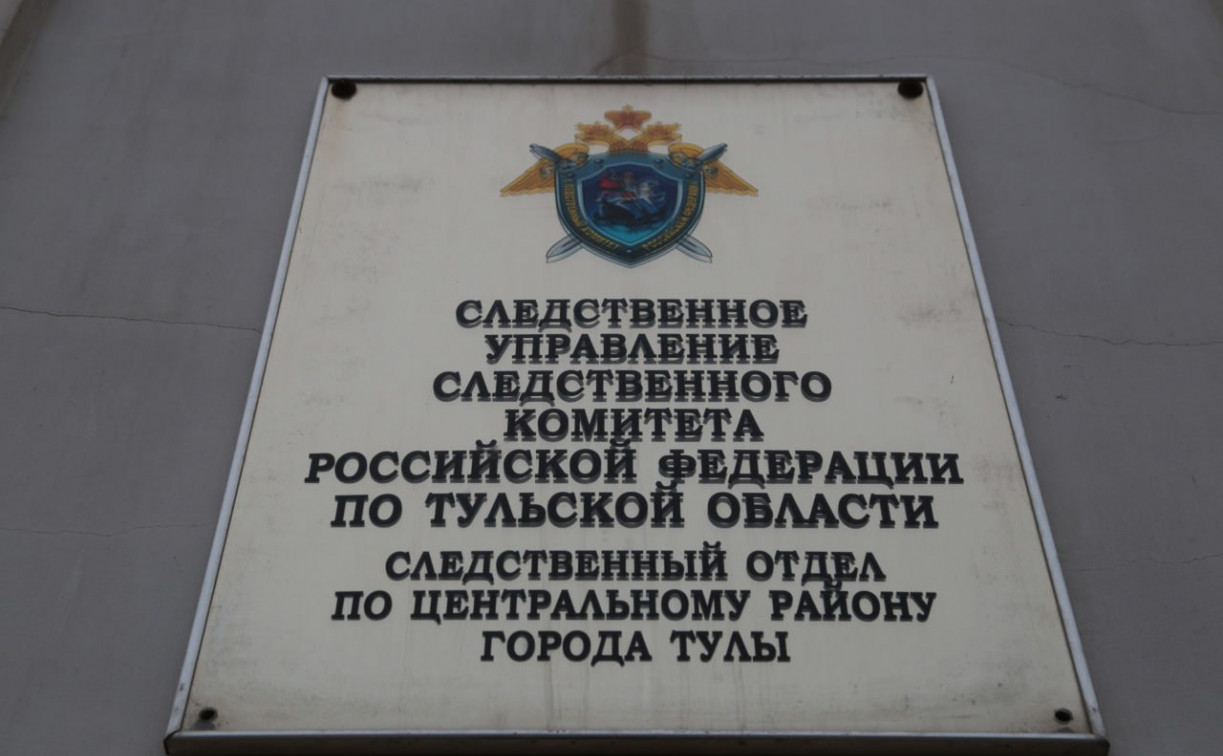 СЛЕДСТВЕННОЕ
УПРАВЛЕНИЕ
СЛЕДСТВЕННОГО
КОМИТЕТА
РОССИЙСКОЙ ФЕДЕРАЦИИ
ПО ТУЛЬСКОЙ ОБЛАСТИ
СЛЕДСТВЕННЫЙ ОТДЕЛ
ПО ЦЕНТРАЛЬНОМУ РАЙОНУ
ГОРОДА ТУЛЫ